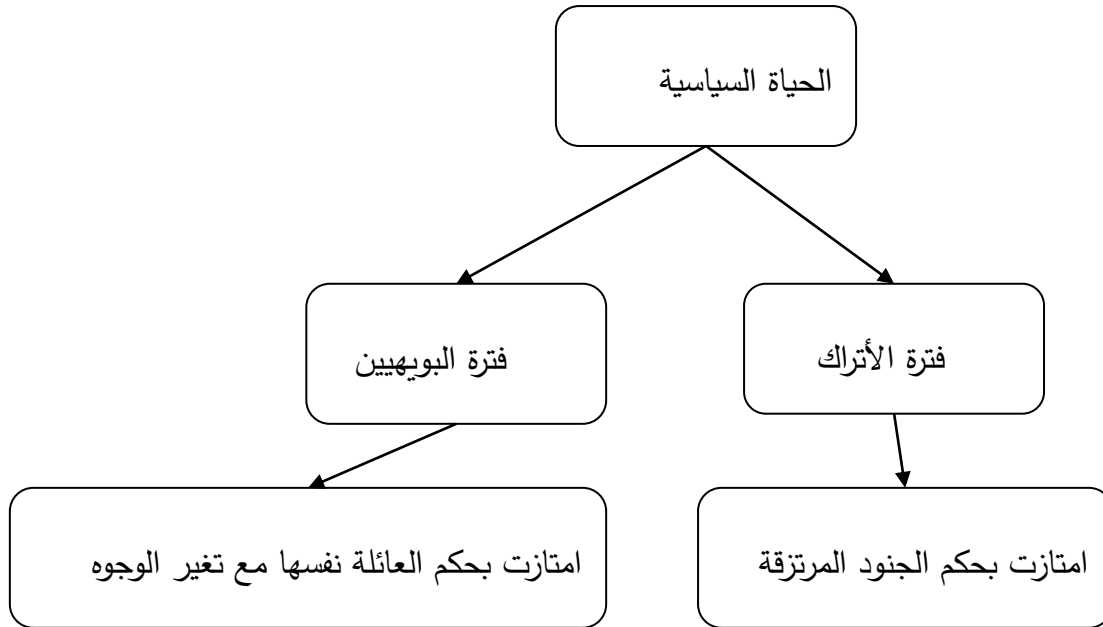 الحياة السياسية
فترة الأتراك
فترة البويهيين
امتازت بحكم الجنود المرتزقة
امتازت بحكم العائلة نفسها مع تغير الوجوه